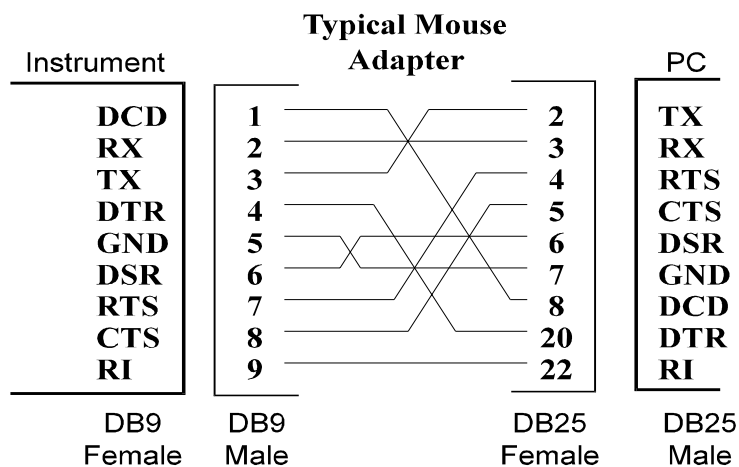 Typical Mouse
Instrument Adapter PC
DCD 1 2 TX
RX 2 3 RX
TX 3 4 RTS
DTR 4 5 CTS
GND 5 6 DSR
DSR 6 7 GND
RTS 7 8 DCD
CTS 8 20 DTR
RI 9 22 RI
DB9 DB9 DB25 DB25
Female Male Female Male